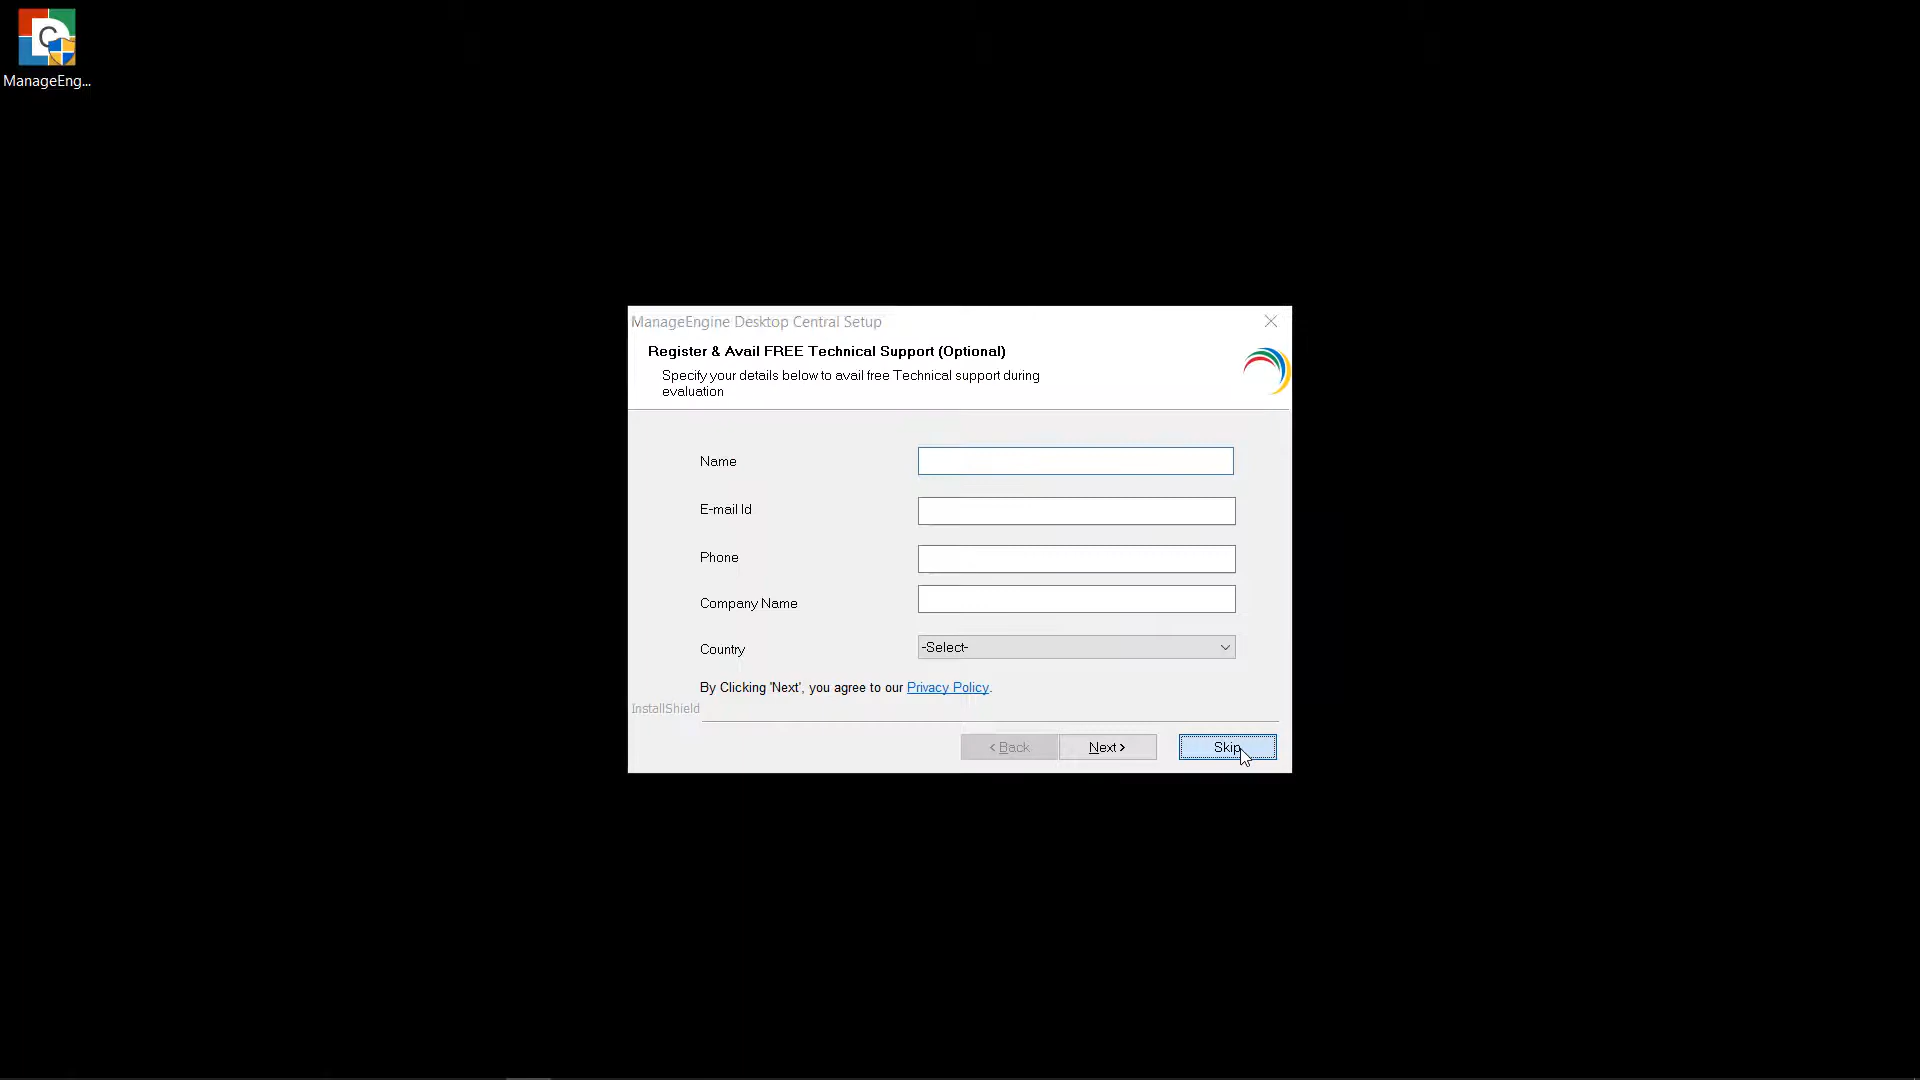 ManageEng...
ManageEngine Desktop Central Setup
Register & Avail FREE Technical Support (Optional)
Specify your details below to avail free Technical support during
evaluation
Name
E-mail Id
Phone
Company Name
Country
-Select-
By Clicking 'Next', you agree to our Privacy Policy.
InstallShield
< Back
Next >
Skip